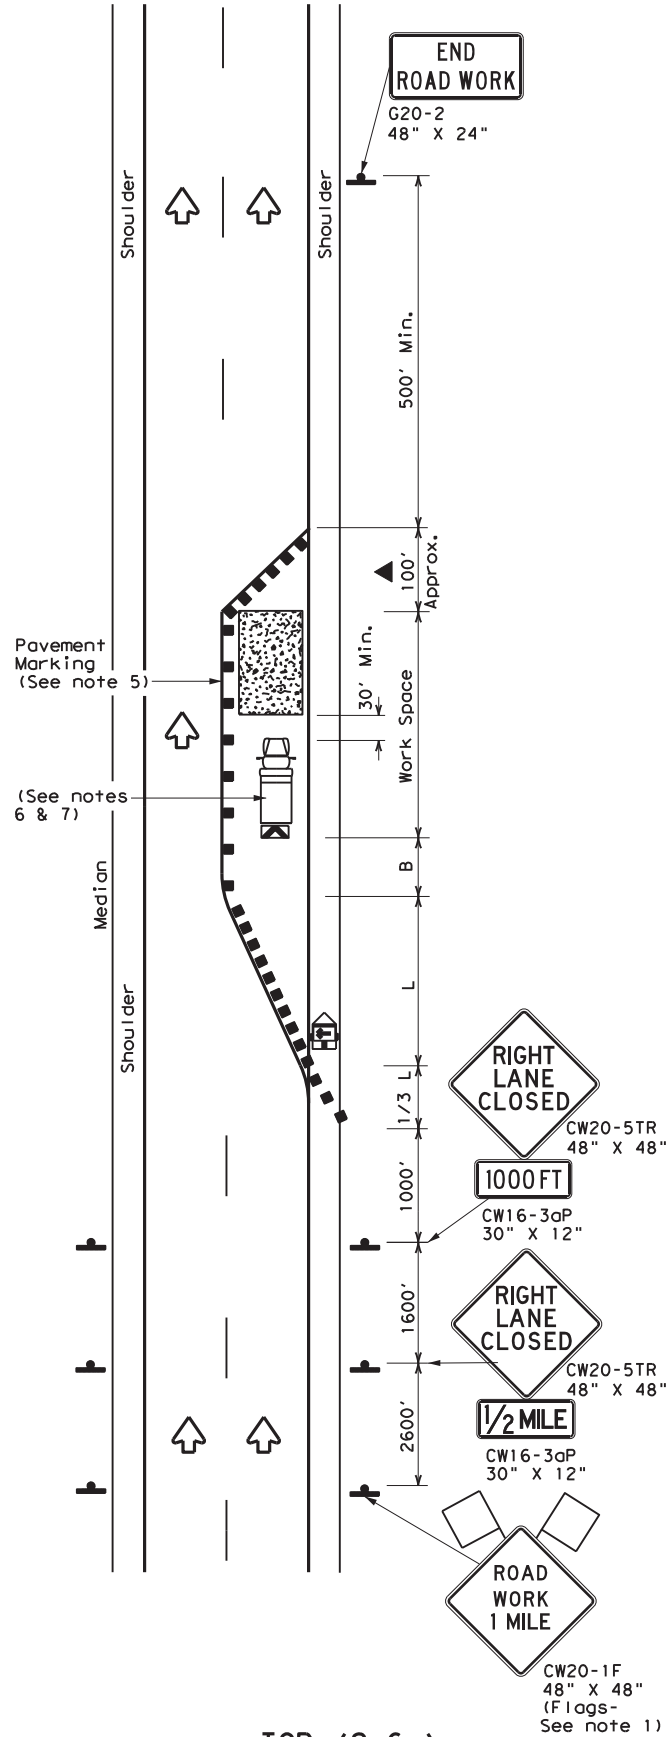 END
ROAD WORK
G20-2
48" X 24"
Shoulder
Shoulder
500' Min.
100'
Approx.
Pavement
Marking
(See note 5)
30' Min.
Work Space
(See notes
6 & 7)
B
Median
L
Shoulder
1/3 L
RIGHT
LANE
CLOSED
CW20-5TR
48" X 48"
1000 FT
1000'
CW16-3aP
30" X 12"
1600'
RIGHT
LANE
CLOSED
CW20-5TR
48" X 48"
1/2 MILE
2600'
CW16-3aP
30" X 12"
ROAD
WORK
1 MILE
CW20-1F
48" X 48"
(Flags-
See note 1)